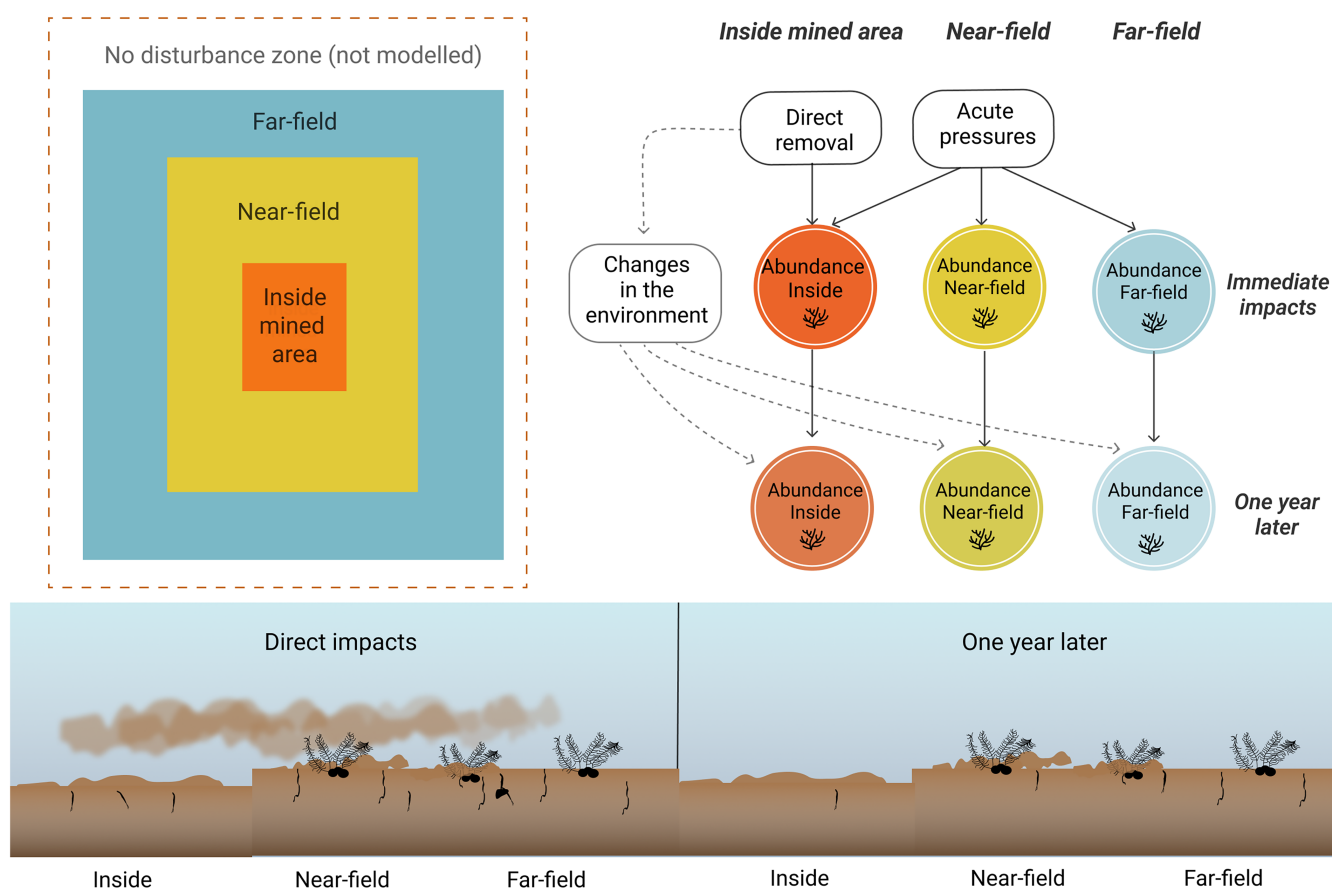 No disturbance zone (not modelled)
Far-field
Near-field
Inside
mined
area
Inside mined area
Near-field
Far-field
Direct
removal
Acute
pressures
Changes
in the
environment
Abundance
Inside
Abundance
Near-field
Abundance
Far-field
Immediate
impacts
Abundance
Inside
Abundance
Near-field
Abundance
Far-field
One year
later
Direct impacts
One year later
Inside
Near-field
Far-field
Inside
Near-field
Far-field